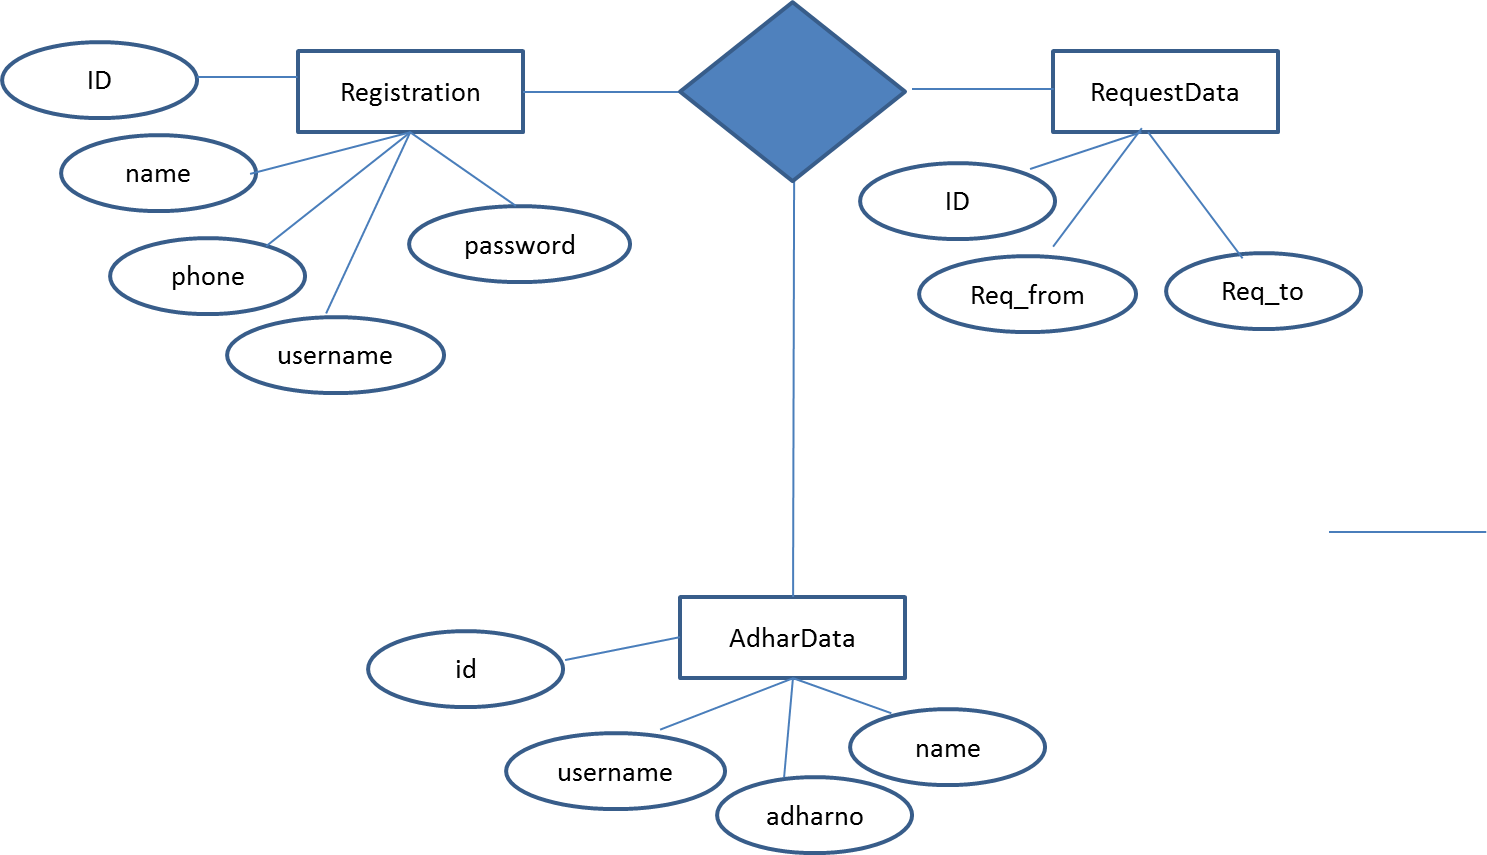 ID
Registration
RequestData
name
ID
password
phone
Req_from
Req_to
username
AdharData
id
username
name
adharno